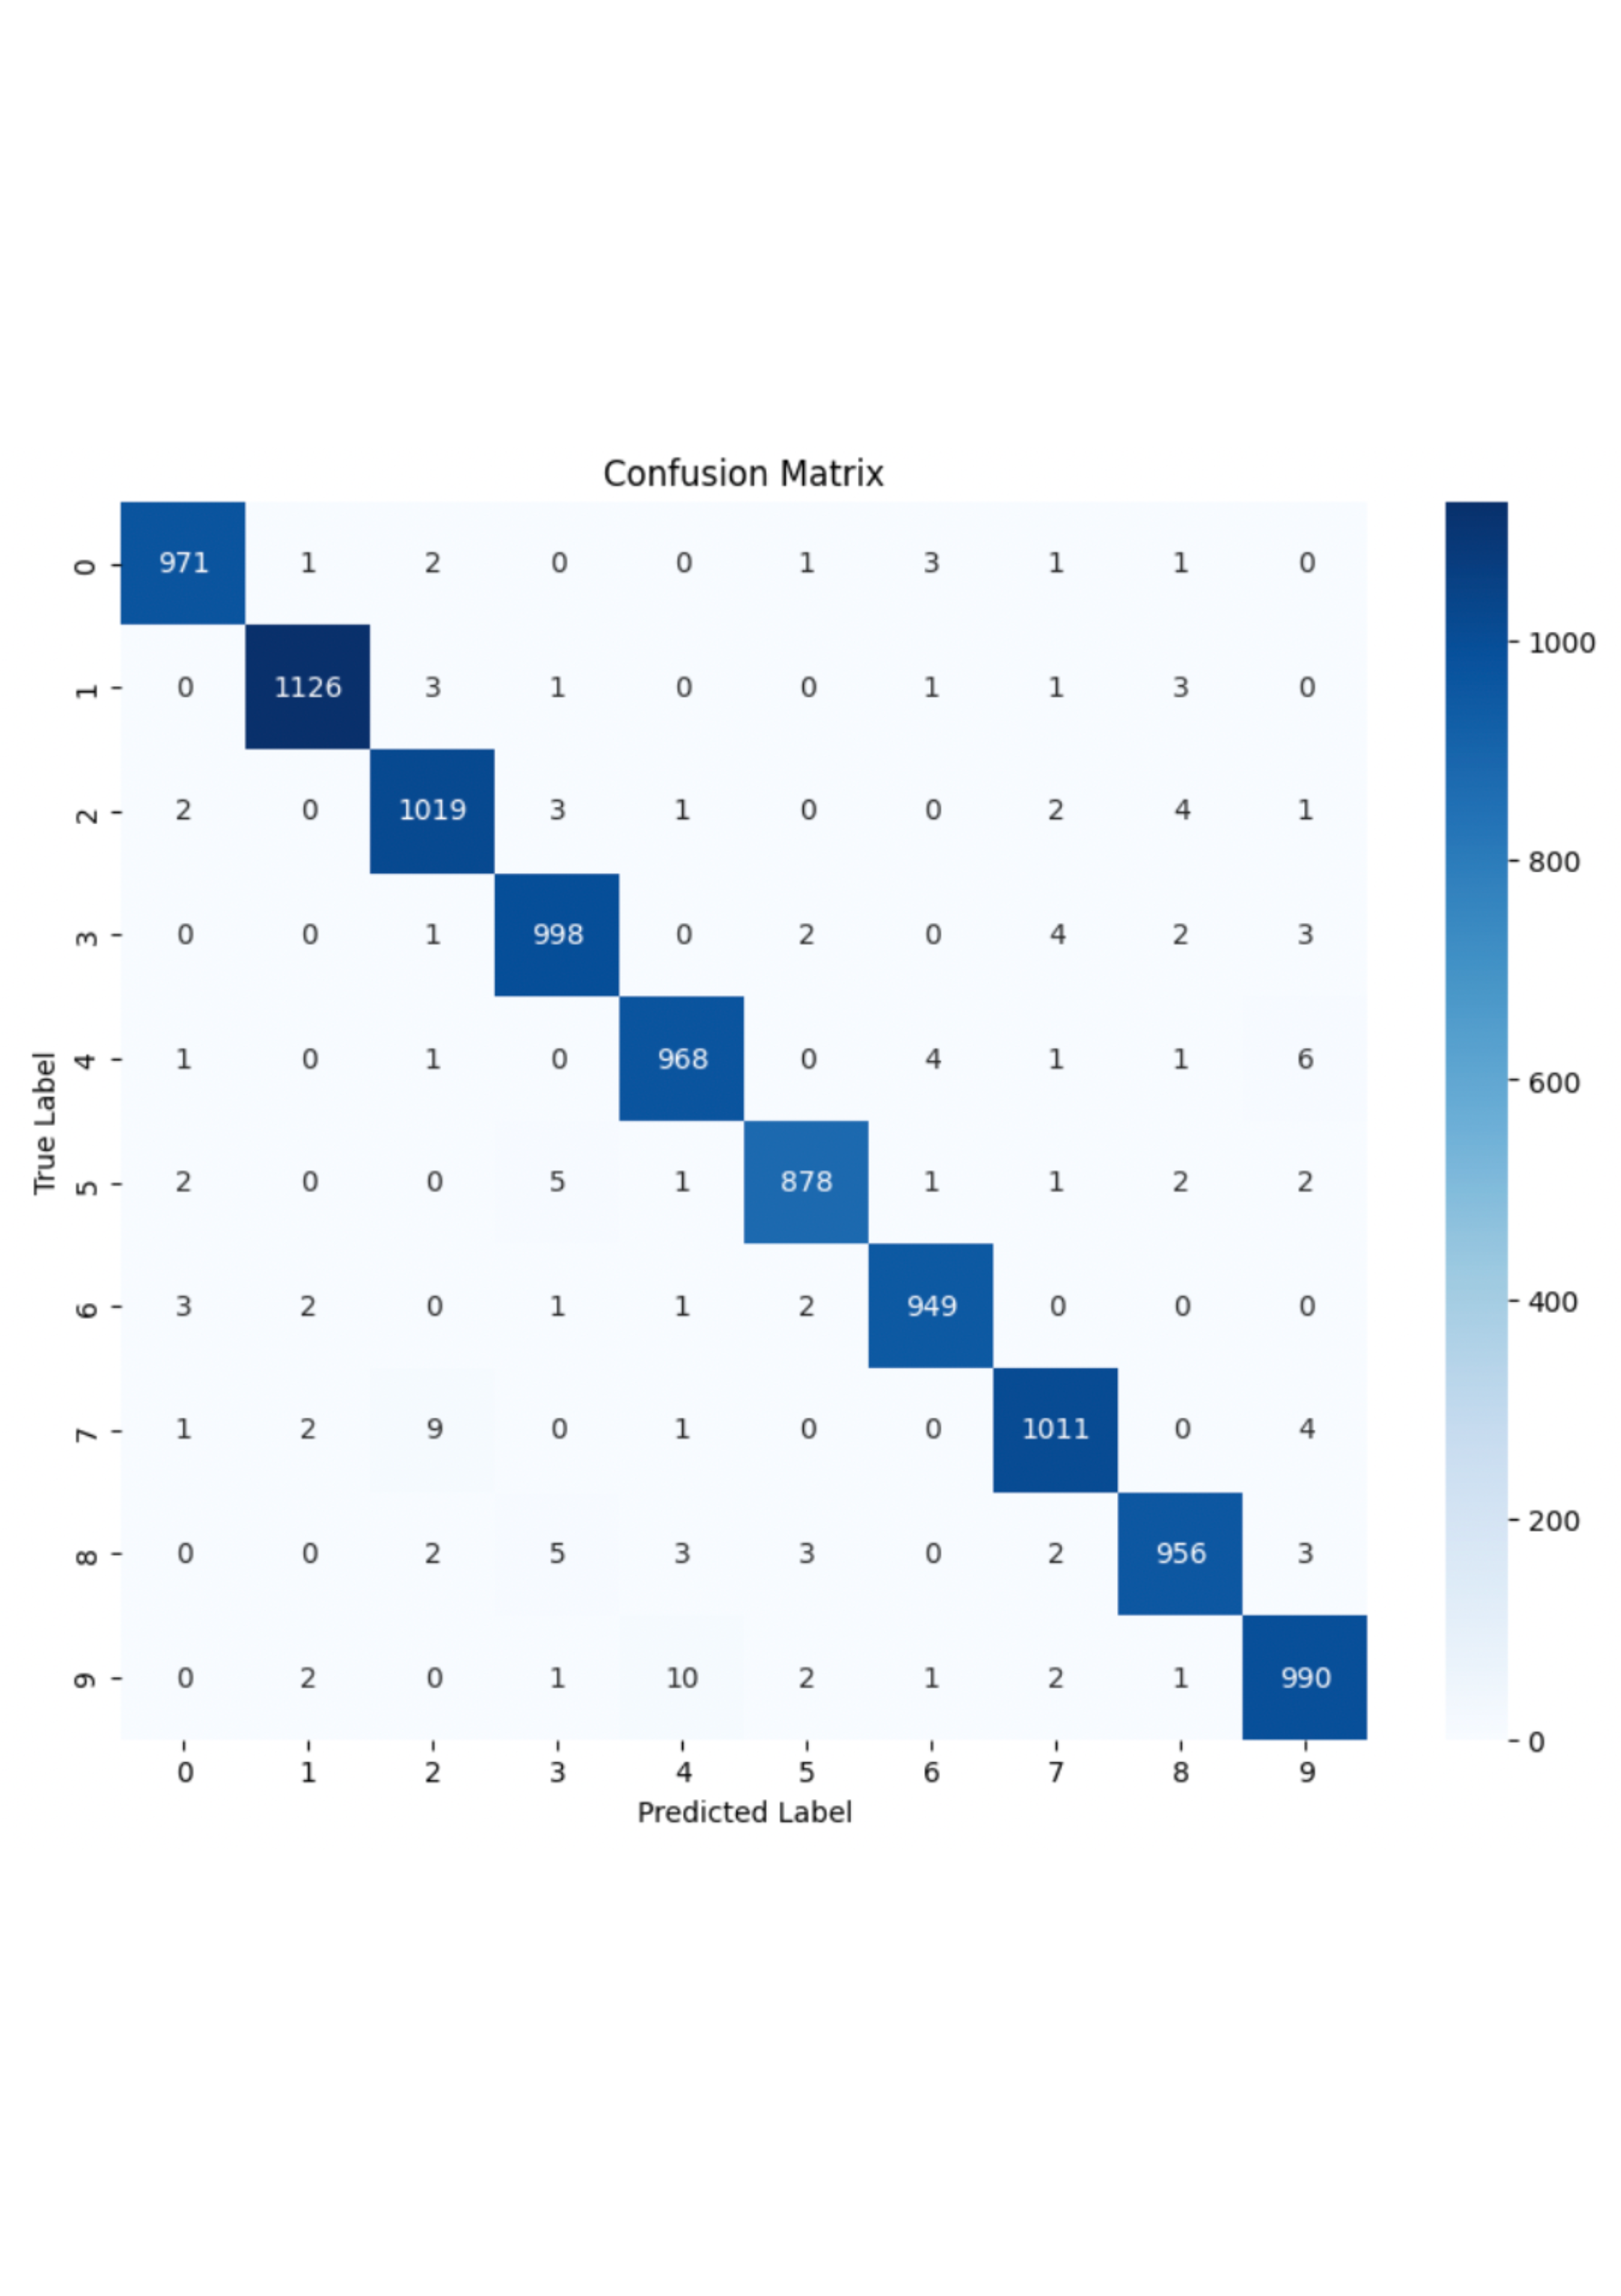 Confusion Matrix
0 971 1 2 0 0 1 3 1 1 0
1 0 1126 3 1 0 0 1 1 3 0
2 2 0 1019 3 1 0 0 2 4 1
3 0 0 1 998 0 2 0 4 2 3
4 1 0 1 0 968 0 4 1 1 6
5 2 0 0 5 1 878 1 1 2 2
6 3 2 0 1 1 2 949 0 0 0
7 1 2 9 0 1 0 0 1011 0 4
8 0 0 2 5 3 3 0 2 956 3
9 0 2 0 1 10 2 1 2 1 990
0 1 2 3 4 5 6 7 8 9
Predicted Label
True Label
1000
800
600
400
200
0